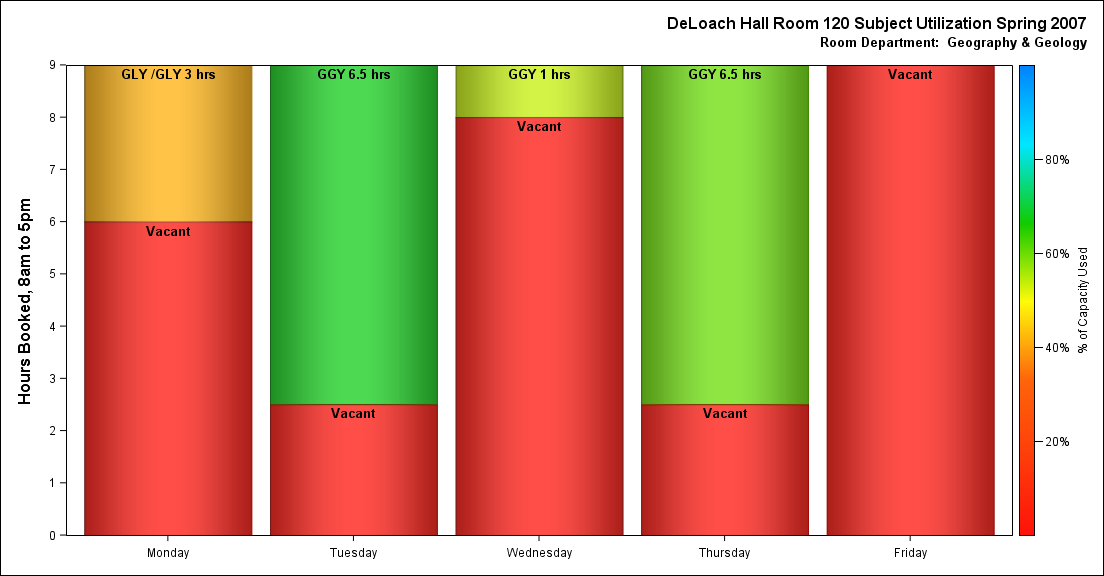 DeLoach Hall Room 120 Subject Utilization Spring 2007
Room Department:  Geography & Geology
Hours Booked, 8am to 5pm
9
8
7
6
5
4
3
2
1
0
GLY /GLY 3 hrs
Vacant
GGY 6.5 hrs
Vacant
GGY 1 hrs
Vacant
GGY 6.5 hrs
Vacant
Vacant
Monday
Tuesday
Wednesday
Thursday
Friday
80%
60%
40%
20%
% of Capacity Used